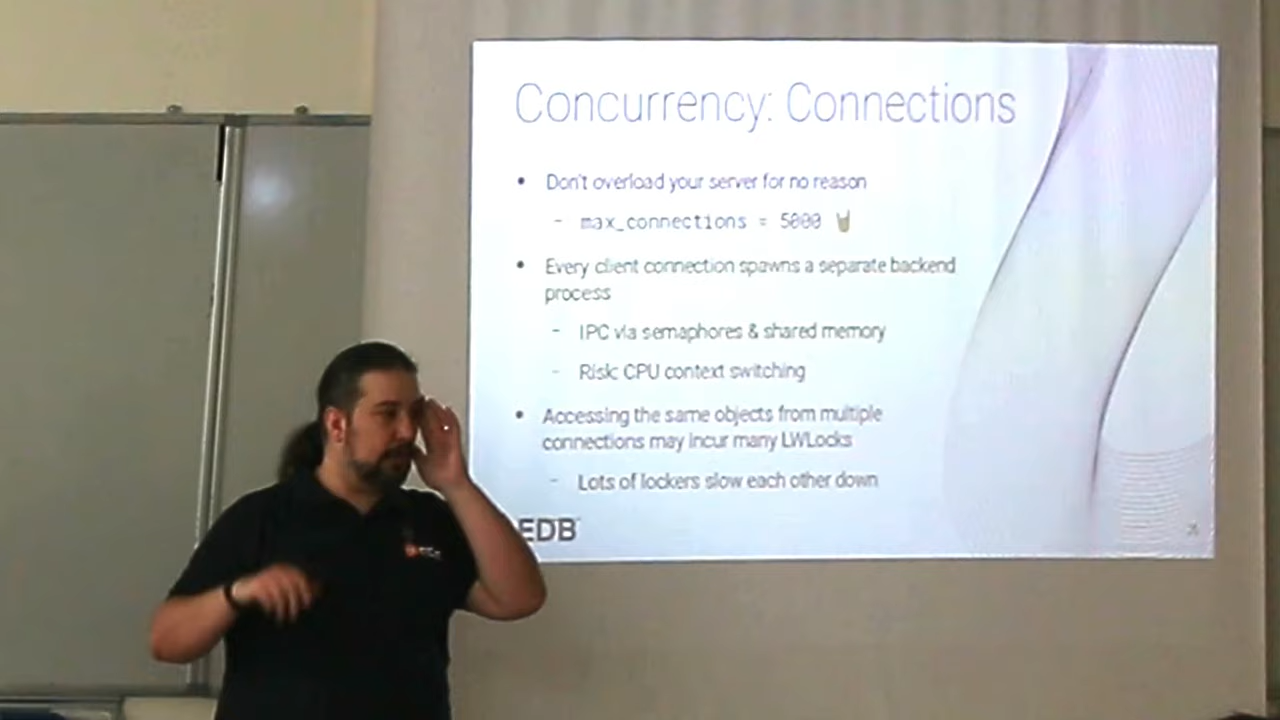 Concurrency: Connections
• Don't overload your server for no reason
- max_connections = 5000 🤘
• Every client connection spawns a separate backend
process
- IPC via semaphores & shared memory
- Risk: CPU context switching
• Accessing the same objects from multiple
connections may incur many LWLocks
- Lots of lockers slow each other down
EDB